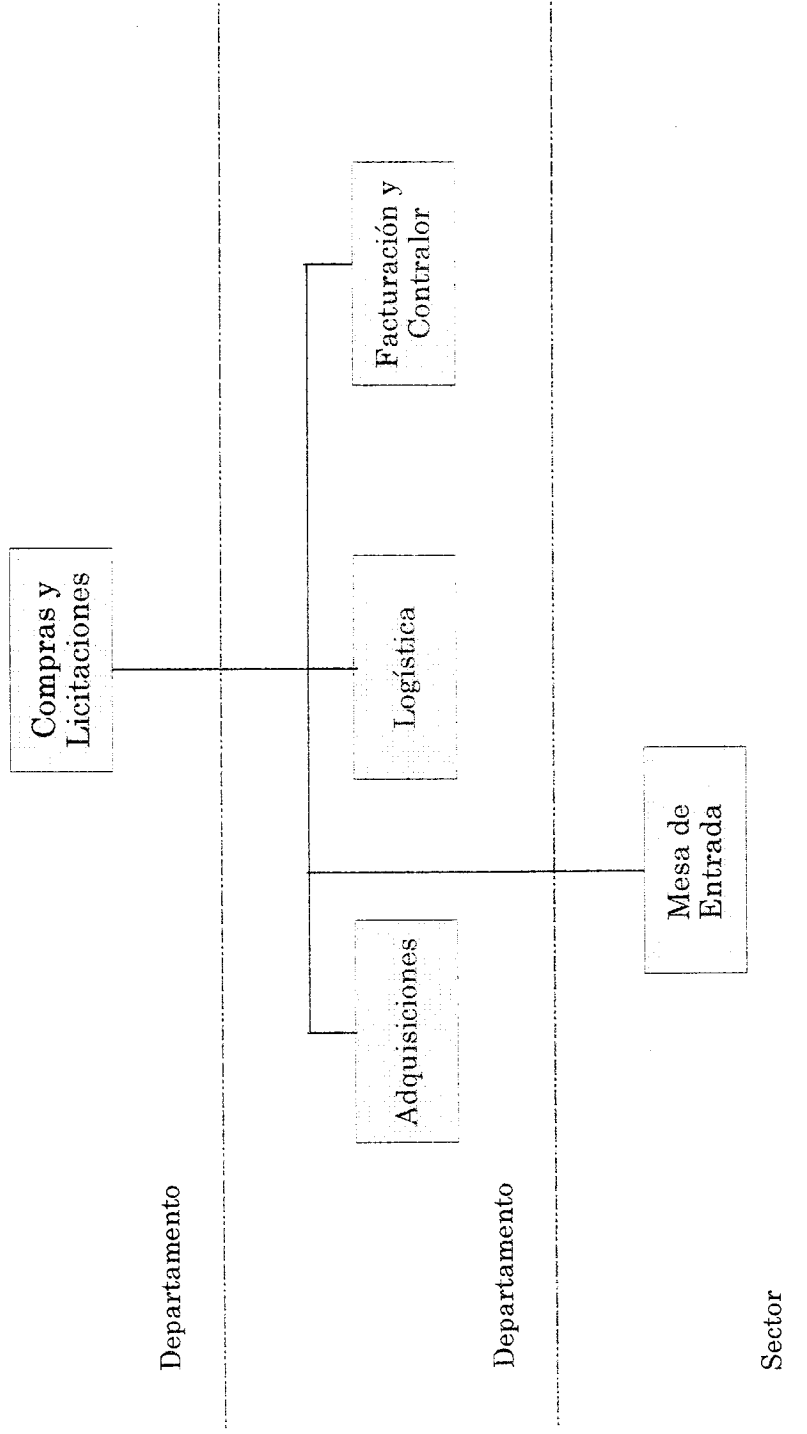 Compras y
Licitaciones
Departamento
Adquisiciones
Logística
Facturación y
Contralor
Departamento
Mesa de
Entrada
Sector